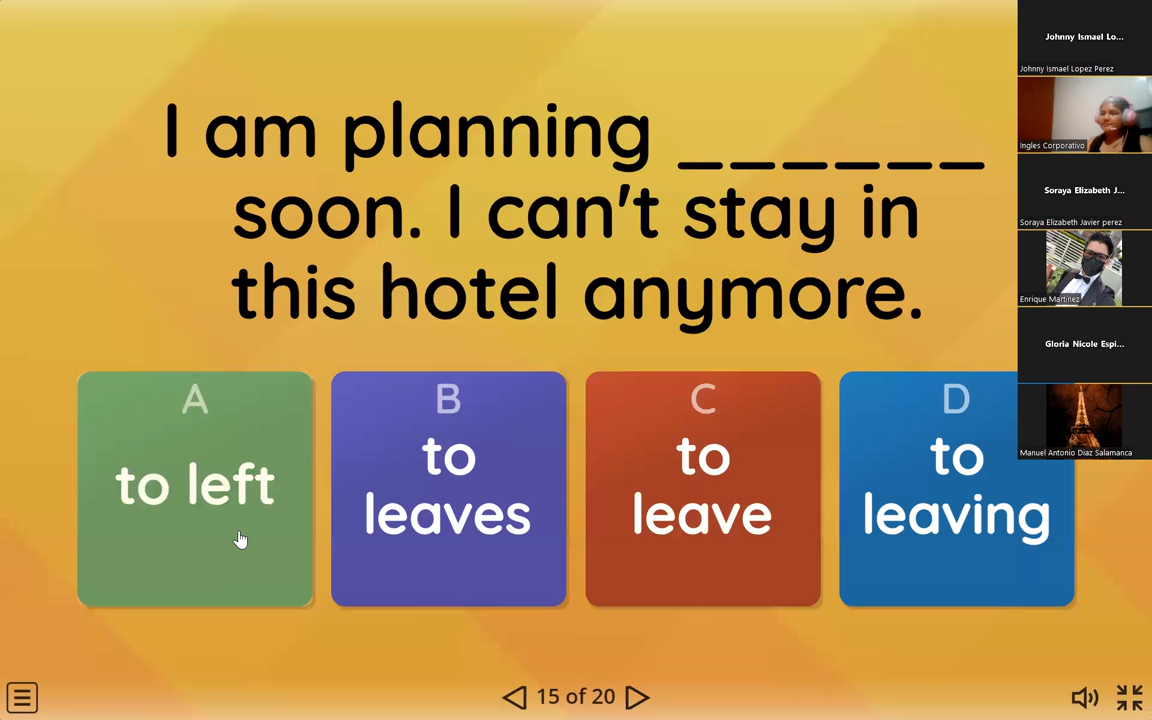 I am planning ______
soon. I can't stay in
this hotel anymore.
A
to left
B
to
leaves
C
to
leave
D
to
leaving
15 of 20
Johnny Ismael Lo...
Johnny Ismael Lopez Perez
Ingles Corporativo
Soraya Elizabeth J...
Soraya Elizabeth Javier perez
Enrique Martinez
Gloria Nicole Espi...
Manuel Antonio Diaz Salamanca